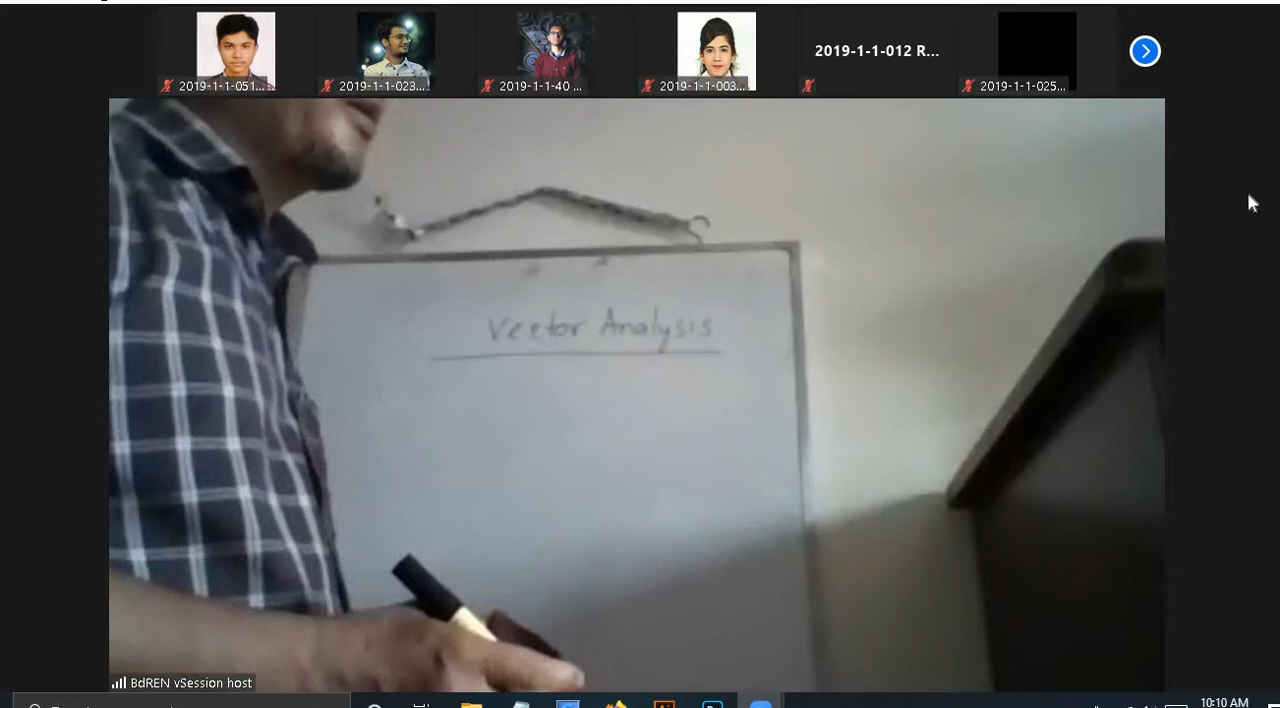 2019-1-1-051... 2019-1-1-023... 2019-1-1-40 ... 2019-1-1-003... 2019-1-1-012 R... 2019-1-1-025...
Vector Analysis
BdREN vSession host
10:10 AM